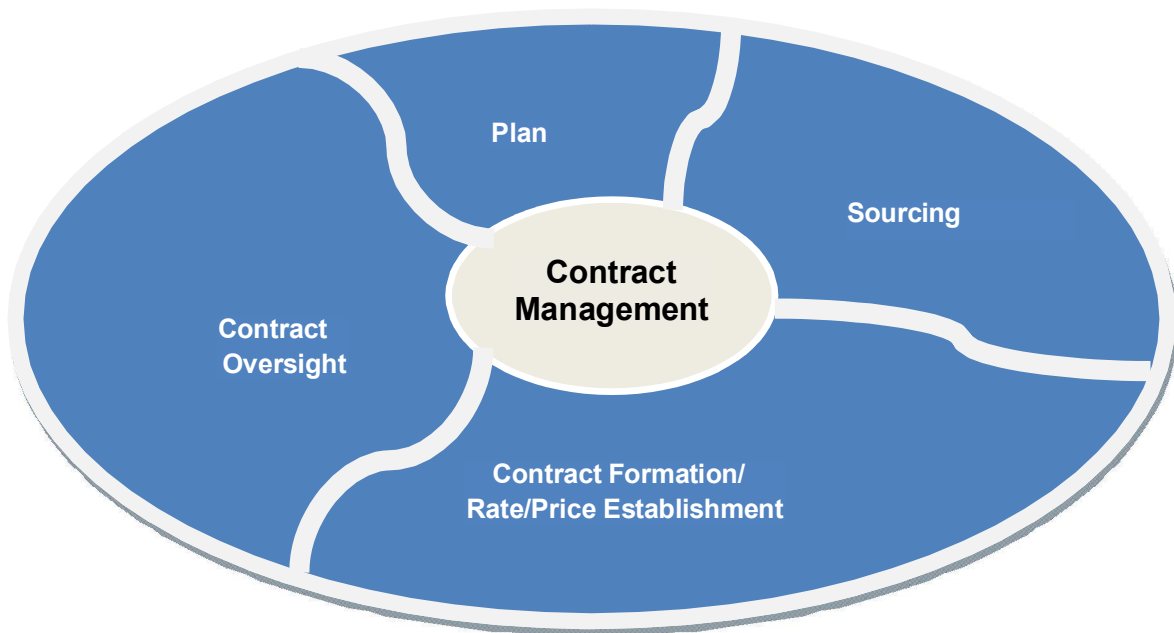 Plan
Sourcing
Contract
Management
Contract
Oversight
Contract Formation/
Rate/Price Establishment